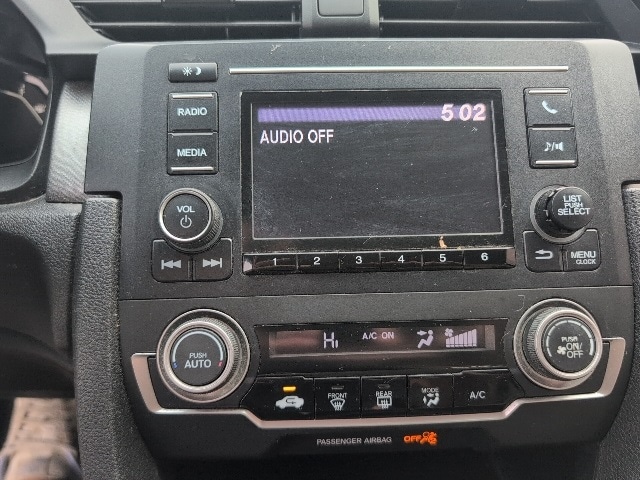 RADIO
MEDIA
VOL
5:02
AUDIO OFF
LIST
PUSH
SELECT
MENU
CLOCK
1 2 3 4 5 6
PUSH
AUTO
Hi A/C ON
PUSH
ON/
OFF
FRONT
REAR
MODE
A/C
PASSENGER AIRBAG OFF